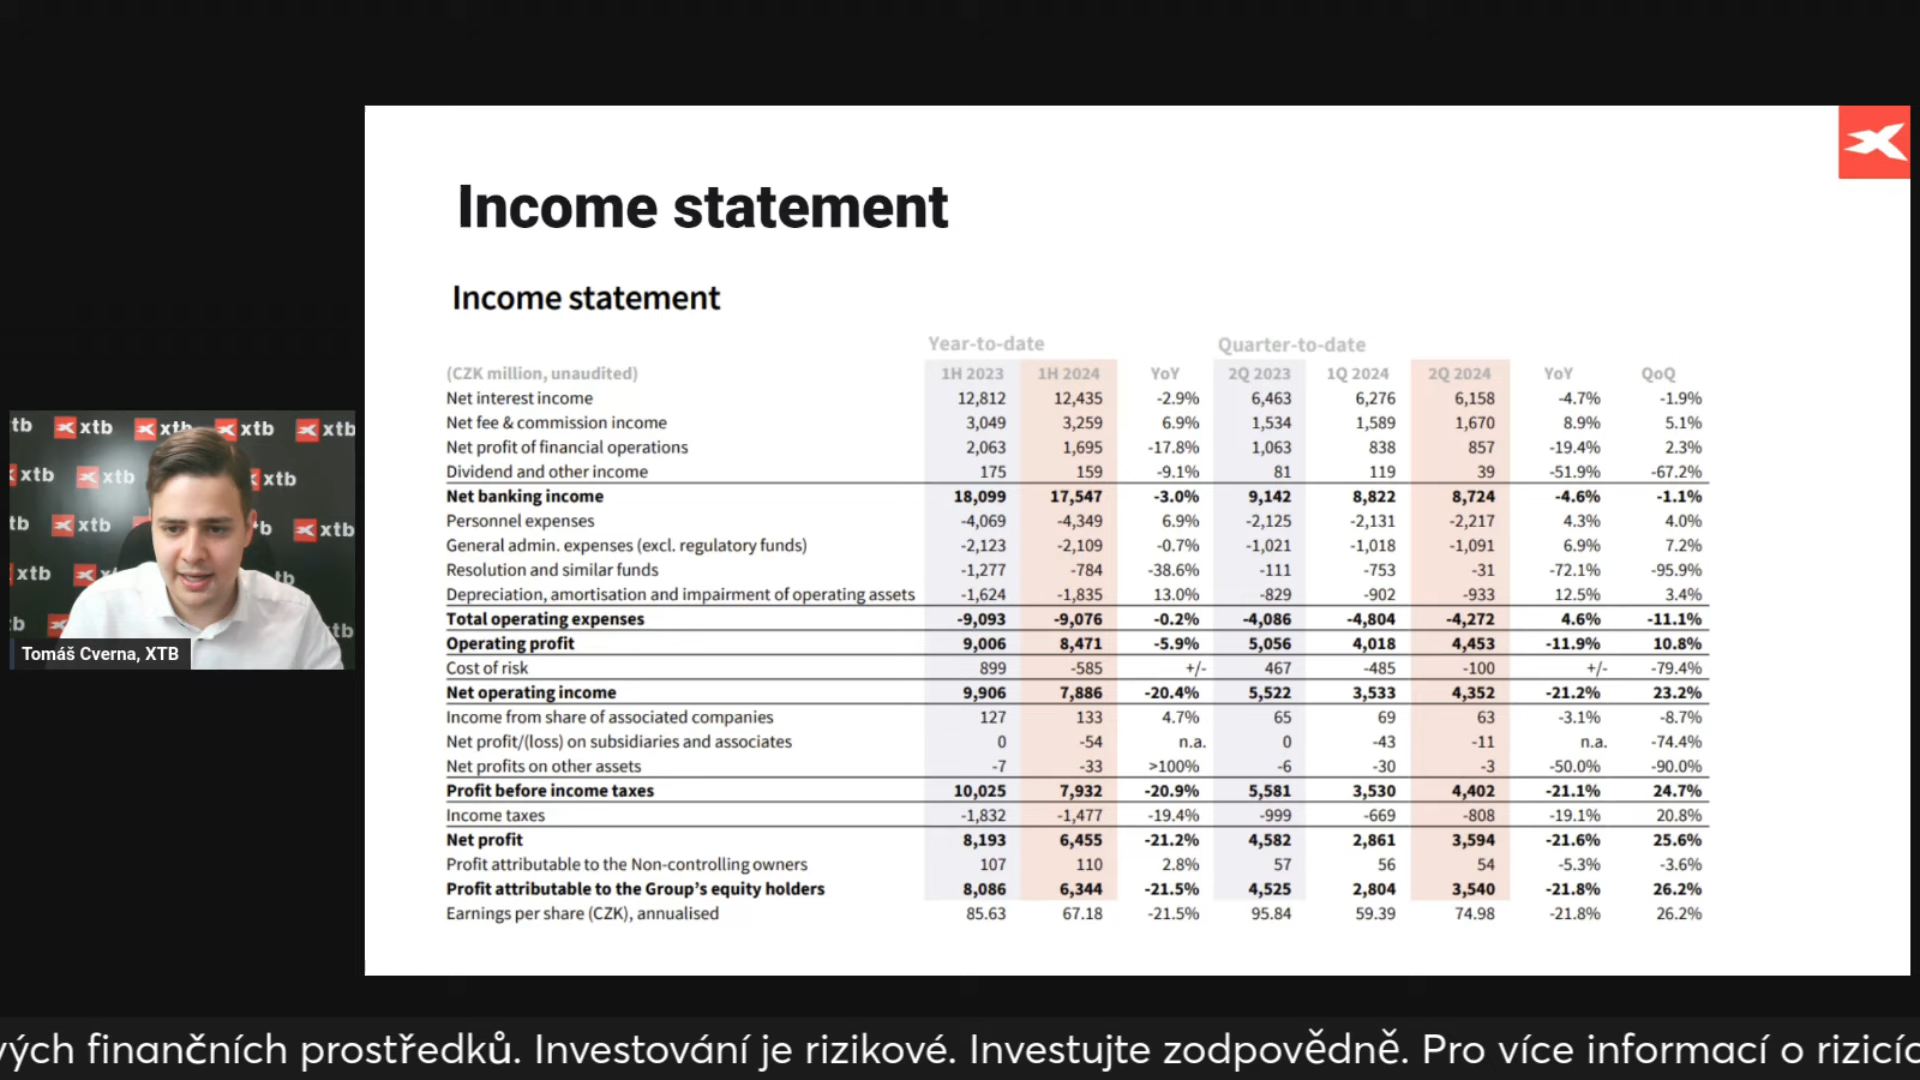 Income statement
Income statement
Year-to-date Quarter-to-date
(CZK million, unaudited) 1H 2023 1H 2024 YoY 2Q 2023 1Q 2024 2Q 2024 YoY QoQ
Net interest income 12,812 12,435 -2.9% 6,463 6,276 6,158 -4.7% -1.9%
Net fee & commission income 3,049 3,259 6.9% 1,534 1,589 1,670 8.9% 5.1%
Net profit of financial operations 2,063 1,695 -17.8% 1,063 838 857 -19.4% 2.3%
Dividend and other income 175 159 -9.1% 81 119 39 -51.9% -67.2%
Net banking income 18,099 17,547 -3.0% 9,142 8,822 8,724 -4.6% -1.1%
Personnel expenses -4,069 -4,349 6.9% -2,125 -2,131 -2,217 4.3% 4.0%
General admin. expenses (excl. regulatory funds) -2,123 -2,109 -0.7% -1,021 -1,018 -1,091 6.9% 7.2%
Resolution and similar funds -1,277 -784 -38.6% -111 -753 -31 -72.1% -95.9%
Depreciation, amortisation and impairment of operating assets -1,624 -1,835 13.0% -829 -902 -933 12.5% 3.4%
Total operating expenses -9,093 -9,076 -0.2% -4,086 -4,804 -4,272 4.6% -11.1%
Operating profit 9,006 8,471 -5.9% 5,056 4,018 4,453 -11.9% 10.8%
Cost of risk 899 -585 +/- 467 -485 -100 +/- -79.4%
Net operating income 9,906 7,886 -20.4% 5,522 3,533 4,352 -21.2% 23.2%
Income from share of associated companies 127 133 4.7% 65 69 63 -3.1% -8.7%
Net profit/(loss) on subsidiaries and associates 0 -54 n.a. 0 -43 -11 n.a. -74.4%
Net profits on other assets -7 -33 >100% -6 -30 -3 -50.0% -90.0%
Profit before income taxes 10,025 7,932 -20.9% 5,581 3,530 4,402 -21.1% 24.7%
Income taxes -1,832 -1,477 -19.4% -999 -669 -808 -19.1% 20.8%
Net profit 8,193 6,455 -21.2% 4,582 2,861 3,594 -21.6% 25.6%
Profit attributable to the Non-controlling owners 107 110 2.8% 57 56 54 -5.3% -3.6%
Profit attributable to the Group’s equity holders 8,086 6,344 -21.5% 4,525 2,804 3,540 -21.8% 26.2%
Earnings per share (CZK), annualised 85.63 67.18 -21.5% 95.84 59.39 74.98 -21.8% 26.2%
tb xtb xtb xtb xtb
xtb xtb xtb
tb xtb tb xtb
xtb tb
tb tb
Tomáš Cverna, XTB
vých finančních prostředků. Investování je rizikové. Investujte zodpovědně. Pro více informací o rizicíc